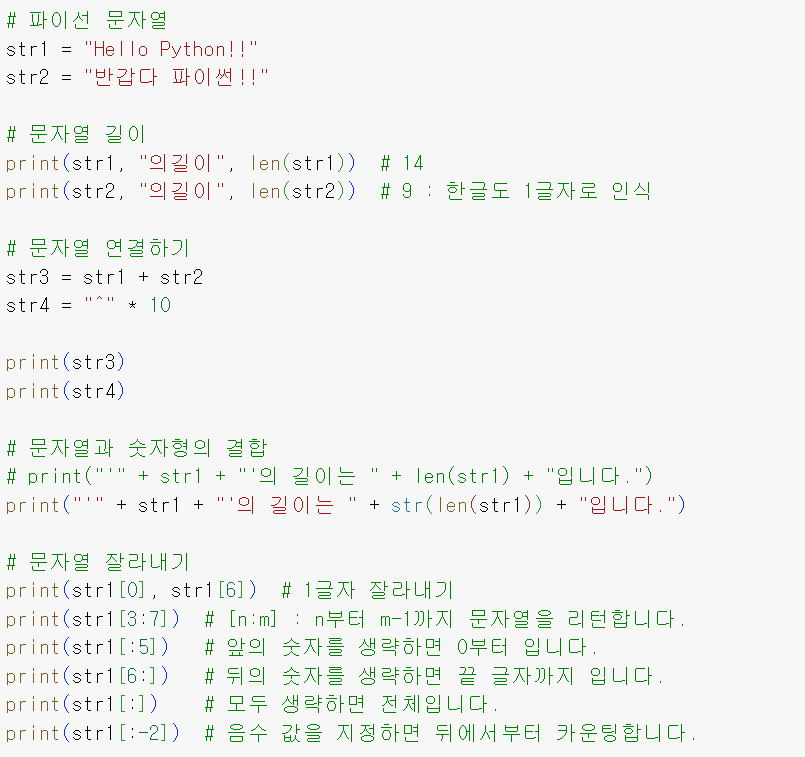 # 파이선 문자열
str1 = "Hello Python!!"
str2 = "반갑다 파이썬!!"
# 문자열 길이
print(str1, "의길이", len(str1))  # 14
print(str2, "의길이", len(str2))  # 9 : 한글도 1글자로 인식
# 문자열 연결하기
str3 = str1 + str2
str4 = "^" * 10
print(str3)
print(str4)
# 문자열과 숫자형의 결합
# print("'" + str1 + "'의 길이는 " + len(str1) + "입니다.")
print("'" + str1 + "'의 길이는 " + str(len(str1)) + "입니다.")
# 문자열 잘라내기
print(str1[0], str1[6])  # 1글자 잘라내기
print(str1[3:7])  # [n:m] : n부터 m-1까지 문자열을 리턴합니다.
print(str1[:5])   # 앞의 숫자를 생략하면 0부터 입니다.
print(str1[6:])   # 뒤의 숫자를 생략하면 끝 글자까지 입니다.
print(str1[:])    # 모두 생략하면 전체입니다.
print(str1[:-2])  # 음수 값을 지정하면 뒤에서부터 카운팅합니다.